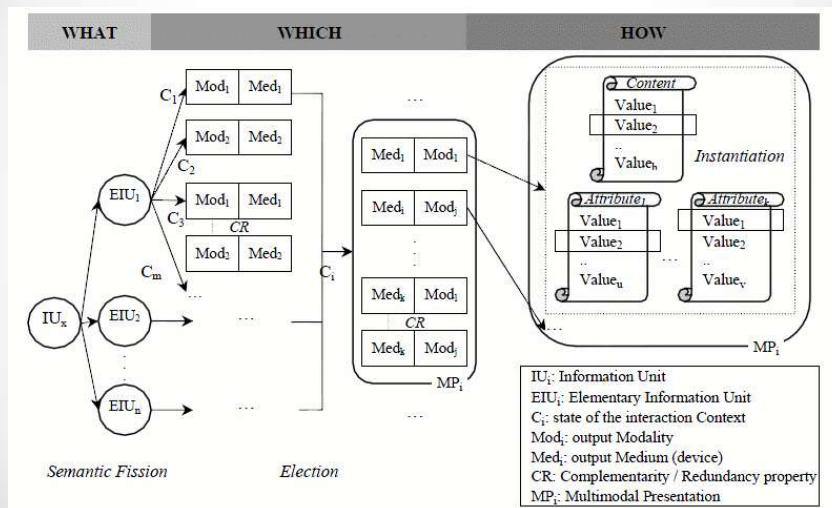 WHAT
WHICH
HOW
C1
Mod1 Med1
Mod2 Med2
C2
EIU1
C3
Mod1 Med1
CR
Mod2 Med2
Cm
...
IUx
EIU2
...
EIUn
...
Ci
...
Med1 Mod1
Medi Modj
Medk Mod1
CR
Medk Modj
MPi
...
Content
Value1
Value2
..
Valueb
Instantiation
Attribute1
Value1
Value2
..
Valueu
...
Attributek
Value1
Value2
..
Valuev
...
MPi
Semantic Fission
Election
IUi: Information Unit
EIUi: Elementary Information Unit
Ci: state of the interaction Context
Modi: output Modality
Medi: output Medium (device)
CR: Complementarity / Redundancy property
MPi: Multimodal Presentation